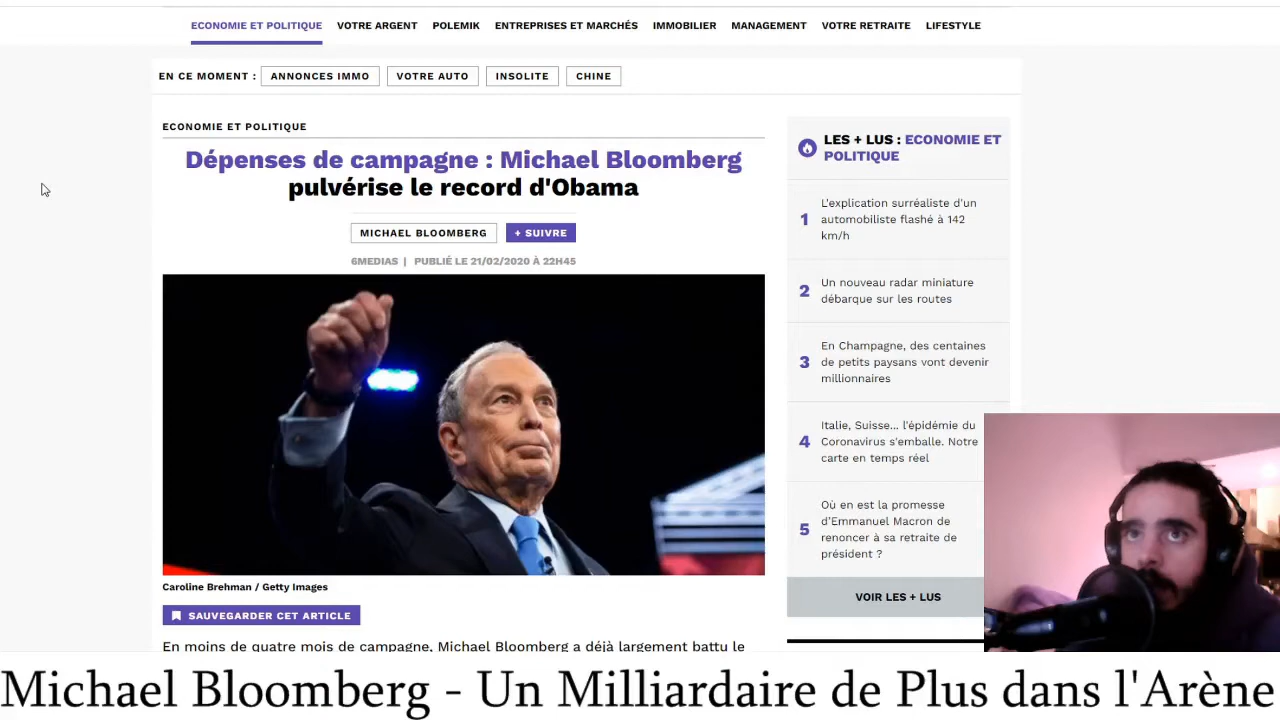 ECONOMIE ET POLITIQUE VOTRE ARGENT POLEMIK ENTREPRISES ET MARCHÉS IMMOBILIER MANAGEMENT VOTRE RETRAITE LIFESTYLE
EN CE MOMENT : ANNONCES IMMO VOTRE AUTO INSOLITE CHINE
ECONOMIE ET POLITIQUE
Dépenses de campagne : Michael Bloomberg
pulvérise le record d'Obama
MICHAEL BLOOMBERG + SUIVRE
6MEDIAS | PUBLIÉ LE 21/02/2020 À 22H45
Caroline Brehman / Getty Images
SAUVEGARDER CET ARTICLE
En moins de quatre mois de campagne, Michael Bloomberg a déjà largement battu le
LES + LUS : ECONOMIE ET
POLITIQUE
1 L'explication surréaliste d'un
automobiliste flashé à 142
km/h
2 Un nouveau radar miniature
débarque sur les routes
3 En Champagne, des centaines
de petits paysans vont devenir
millionnaires
4 Italie, Suisse... l'épidémie du
Coronavirus s'emballe. Notre
carte en temps réel
5 Où en est la promesse
d'Emmanuel Macron de
renoncer à sa retraite de
président ?
VOIR LES + LUS
Michael Bloomberg - Un Milliardaire de Plus dans l'Arène